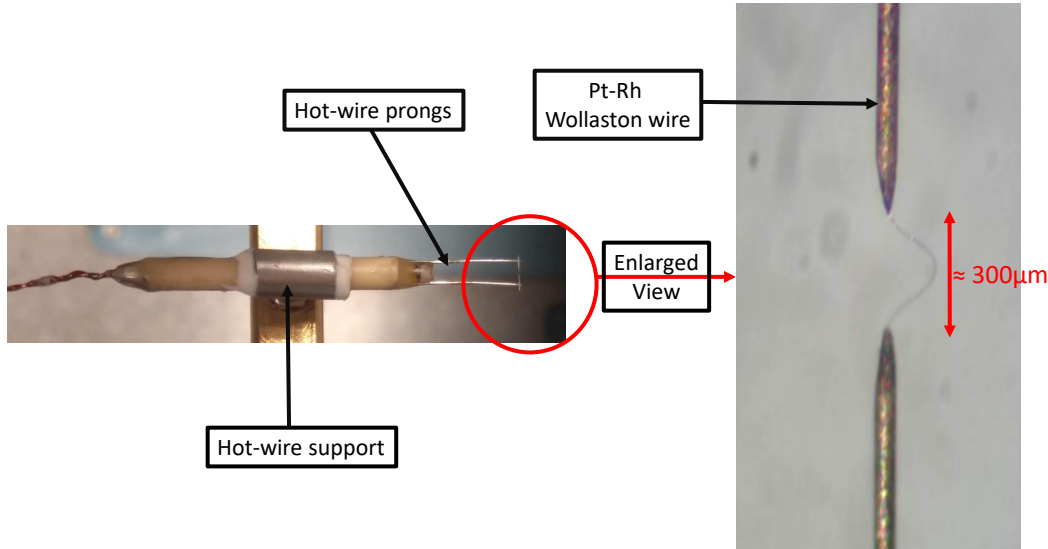 Hot-wire prongs
Pt-Rh
Wollaston wire
Enlarged
View
≈ 300µm
Hot-wire support